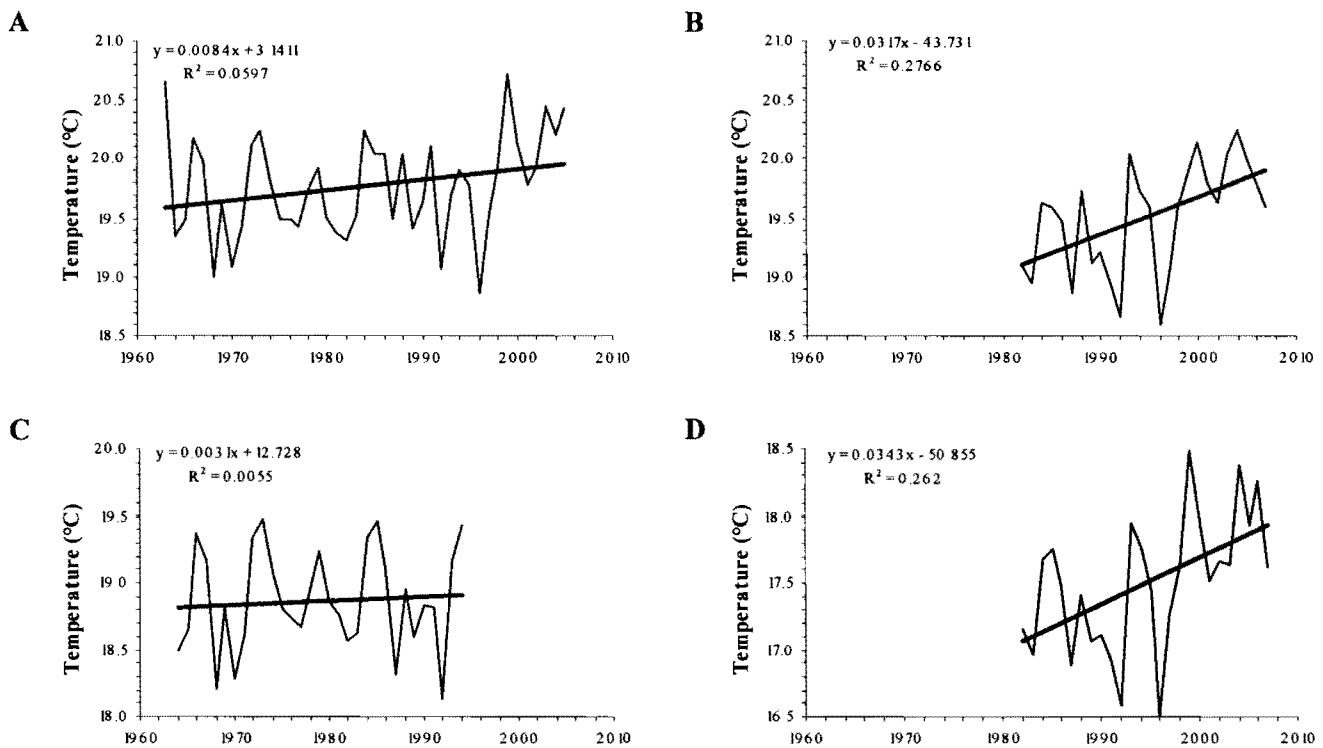 A
y = 0.0084x + 3 1411
R² = 0.0597
Temperature (°C)
21.0
20.5
20.0
19.5
19.0
18.5
1960 1970 1980 1990 2000 2010
B
y = 0.0317x - 43.731
R² = 0.2766
Temperature (°C)
21.0
20.5
20.0
19.5
19.0
18.5
1960 1970 1980 1990 2000 2010
C
y = 0.0031x + 12.728
R² = 0.0055
Temperature (°C)
20.0
19.5
19 0
18.5
18.0
1960 1970 1980 1990 2000 2010
D
y = 0.0343x - 50 855
R² = 0.262
Temperature (°C)
18.5
18.0
17.5
17.0
16 5
1960 1970 1980 1990 2000 2010